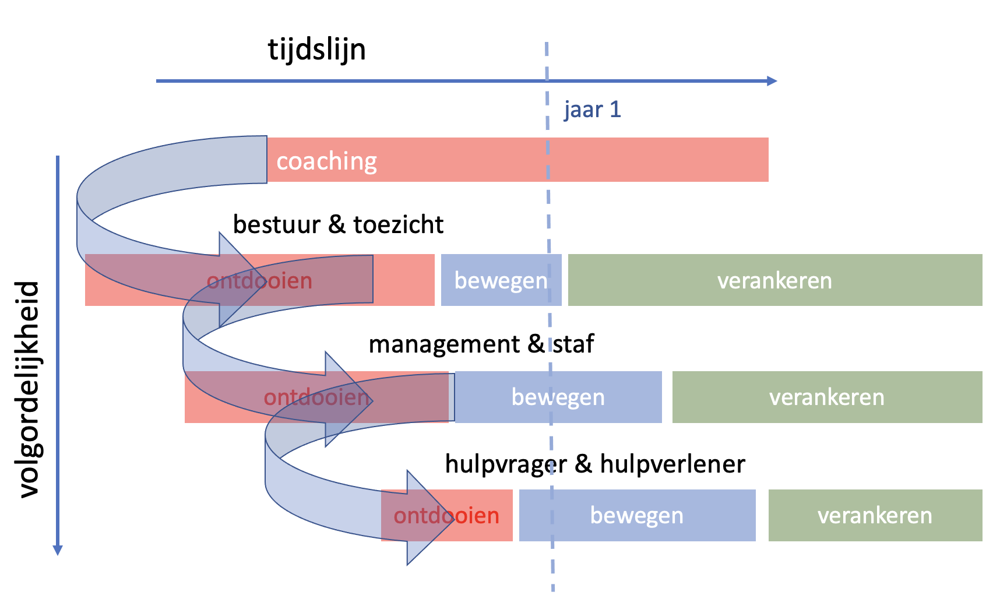 tijdslijn
jaar 1
coaching
volgordelijkheid
bestuur & toezicht
ontdooien
bewegen
verankeren
management & staf
ontdooien
bewegen
verankeren
hulpvrager & hulpverlener
ontdooien
bewegen
verankeren